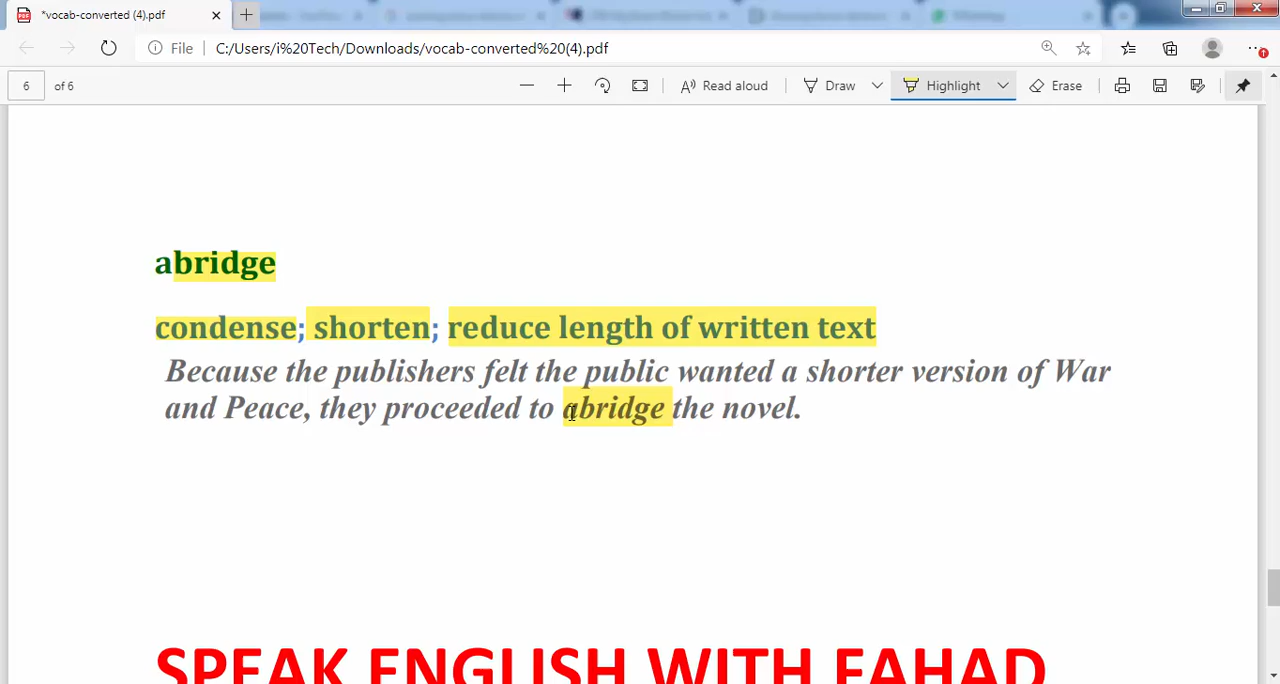 *vocab-converted (4).pdf
File
C:/Users/i%20Tech/Downloads/vocab-converted%20(4).pdf
6 of 6
Read aloud
Draw
Highlight
Erase
abridge
condense; shorten; reduce length of written text
Because the publishers felt the public wanted a shorter version of War
and Peace, they proceeded to abridge the novel.
SPEAK ENGLISH WITH FAHAD